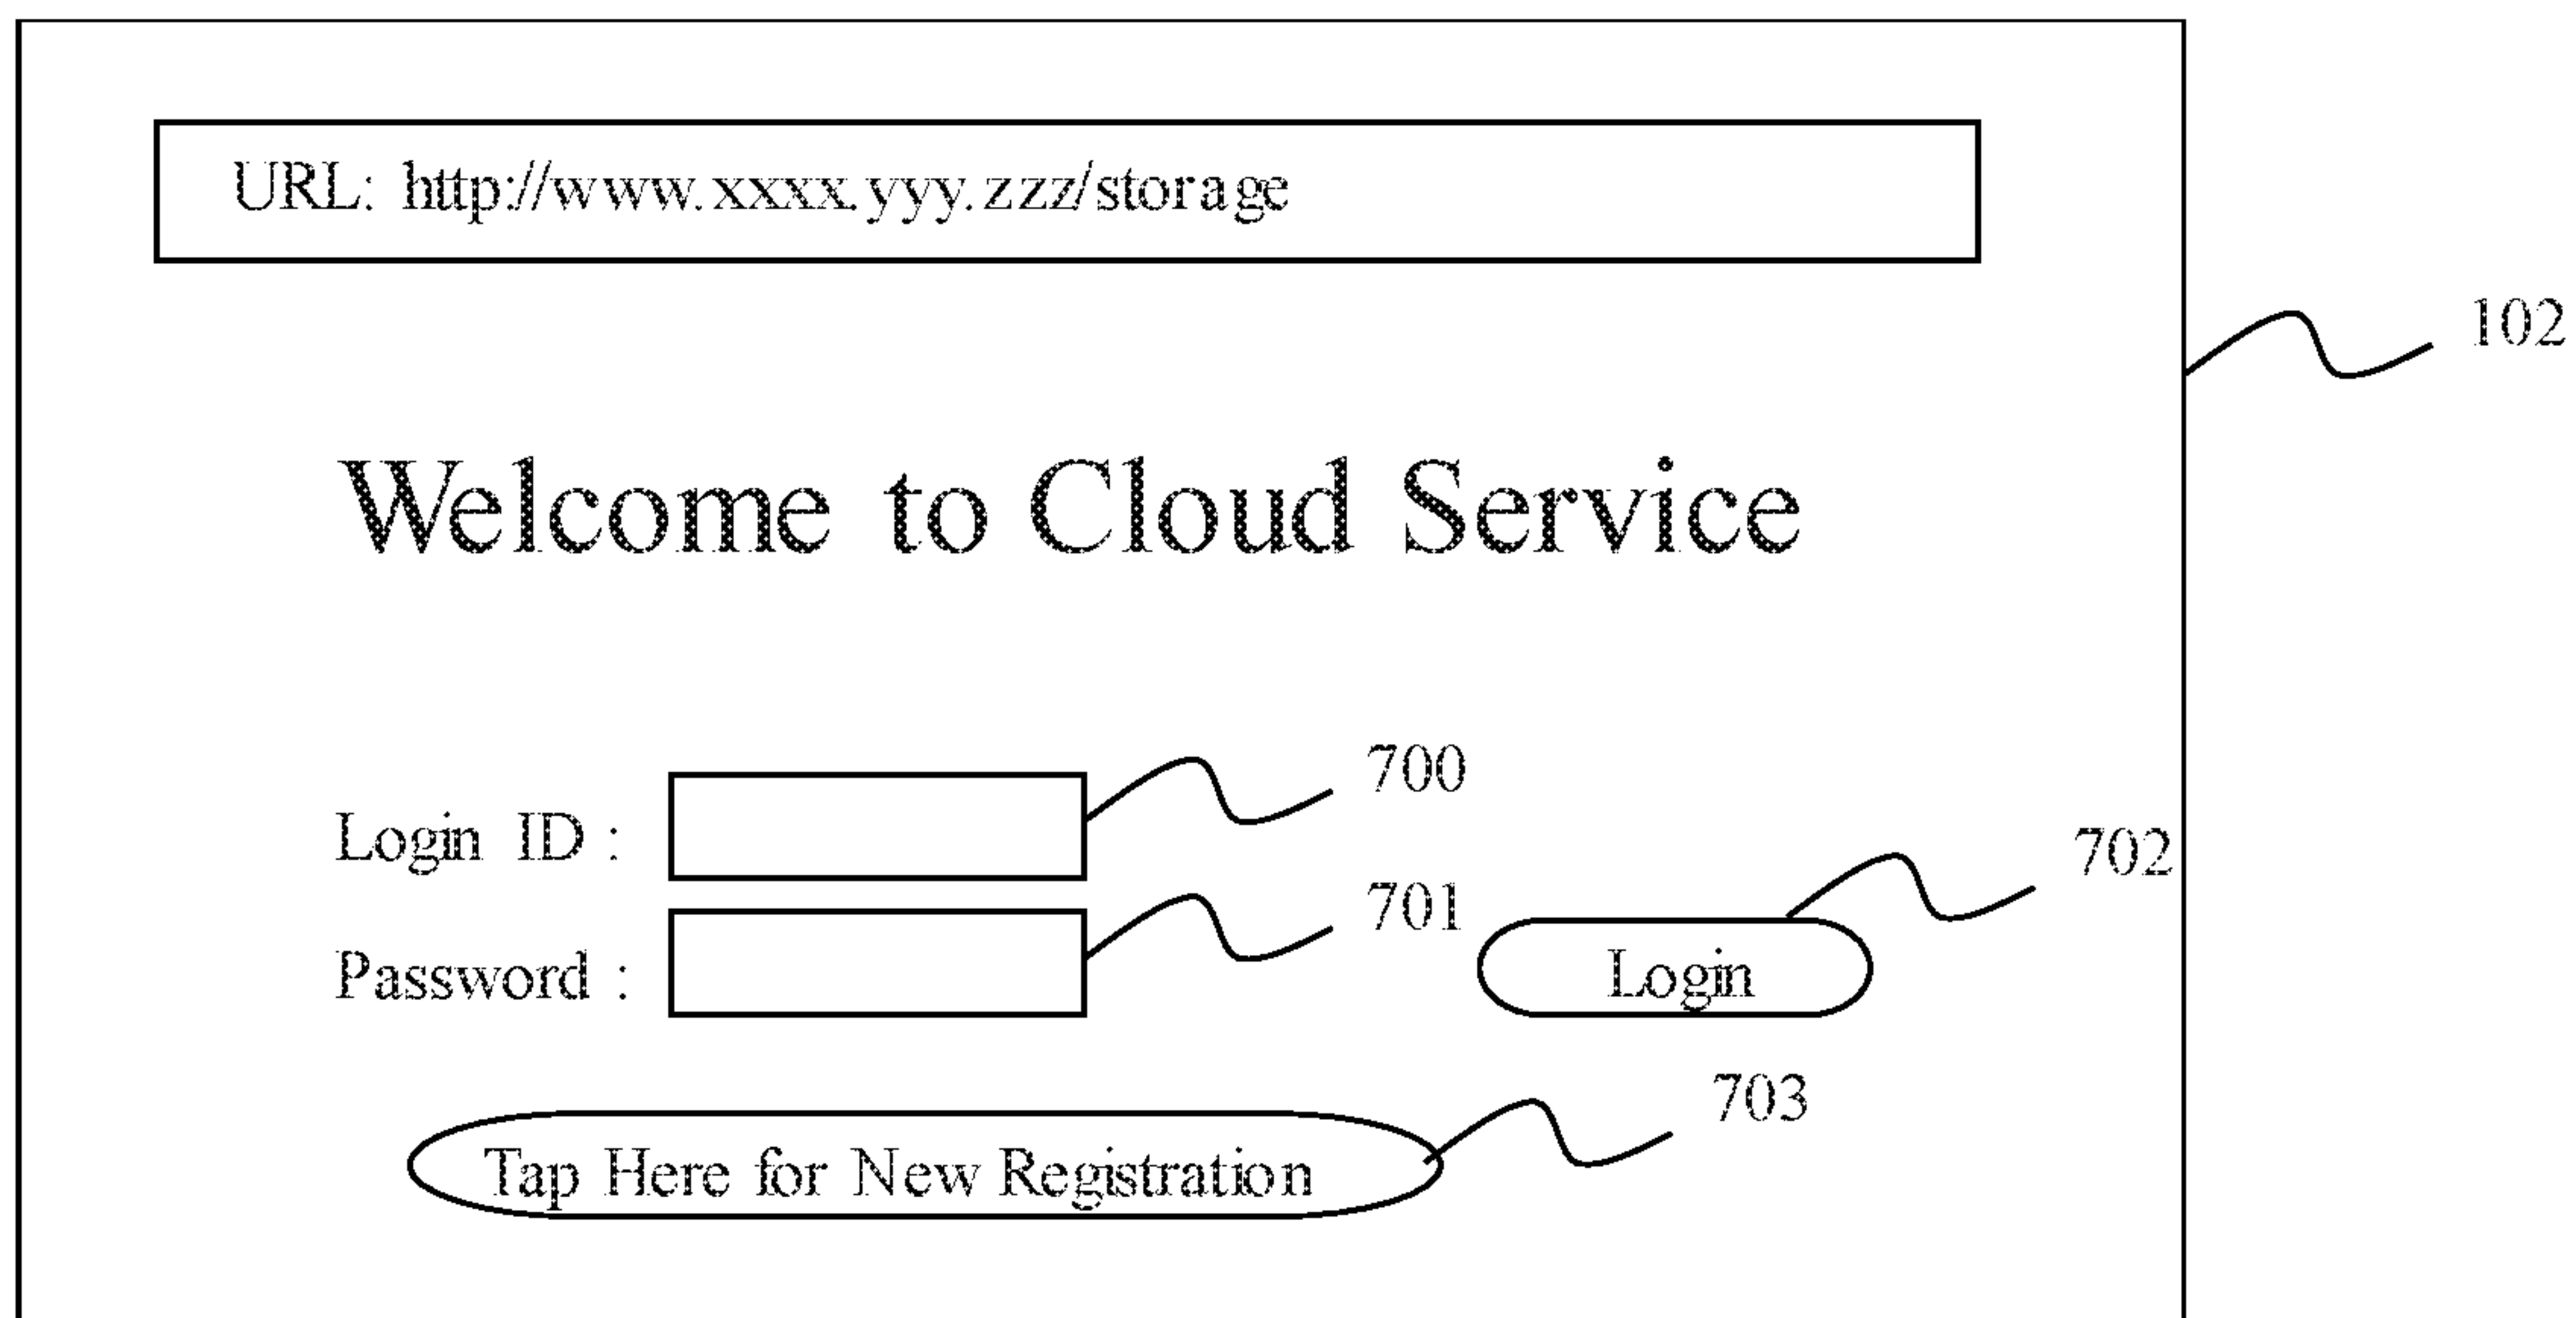 URL: http://www.xxxx.yyy.zzz/storage
102
Welcome to Cloud Service
700
Login ID :
702
701
Password :
Login
703
Tap Here for New Registration